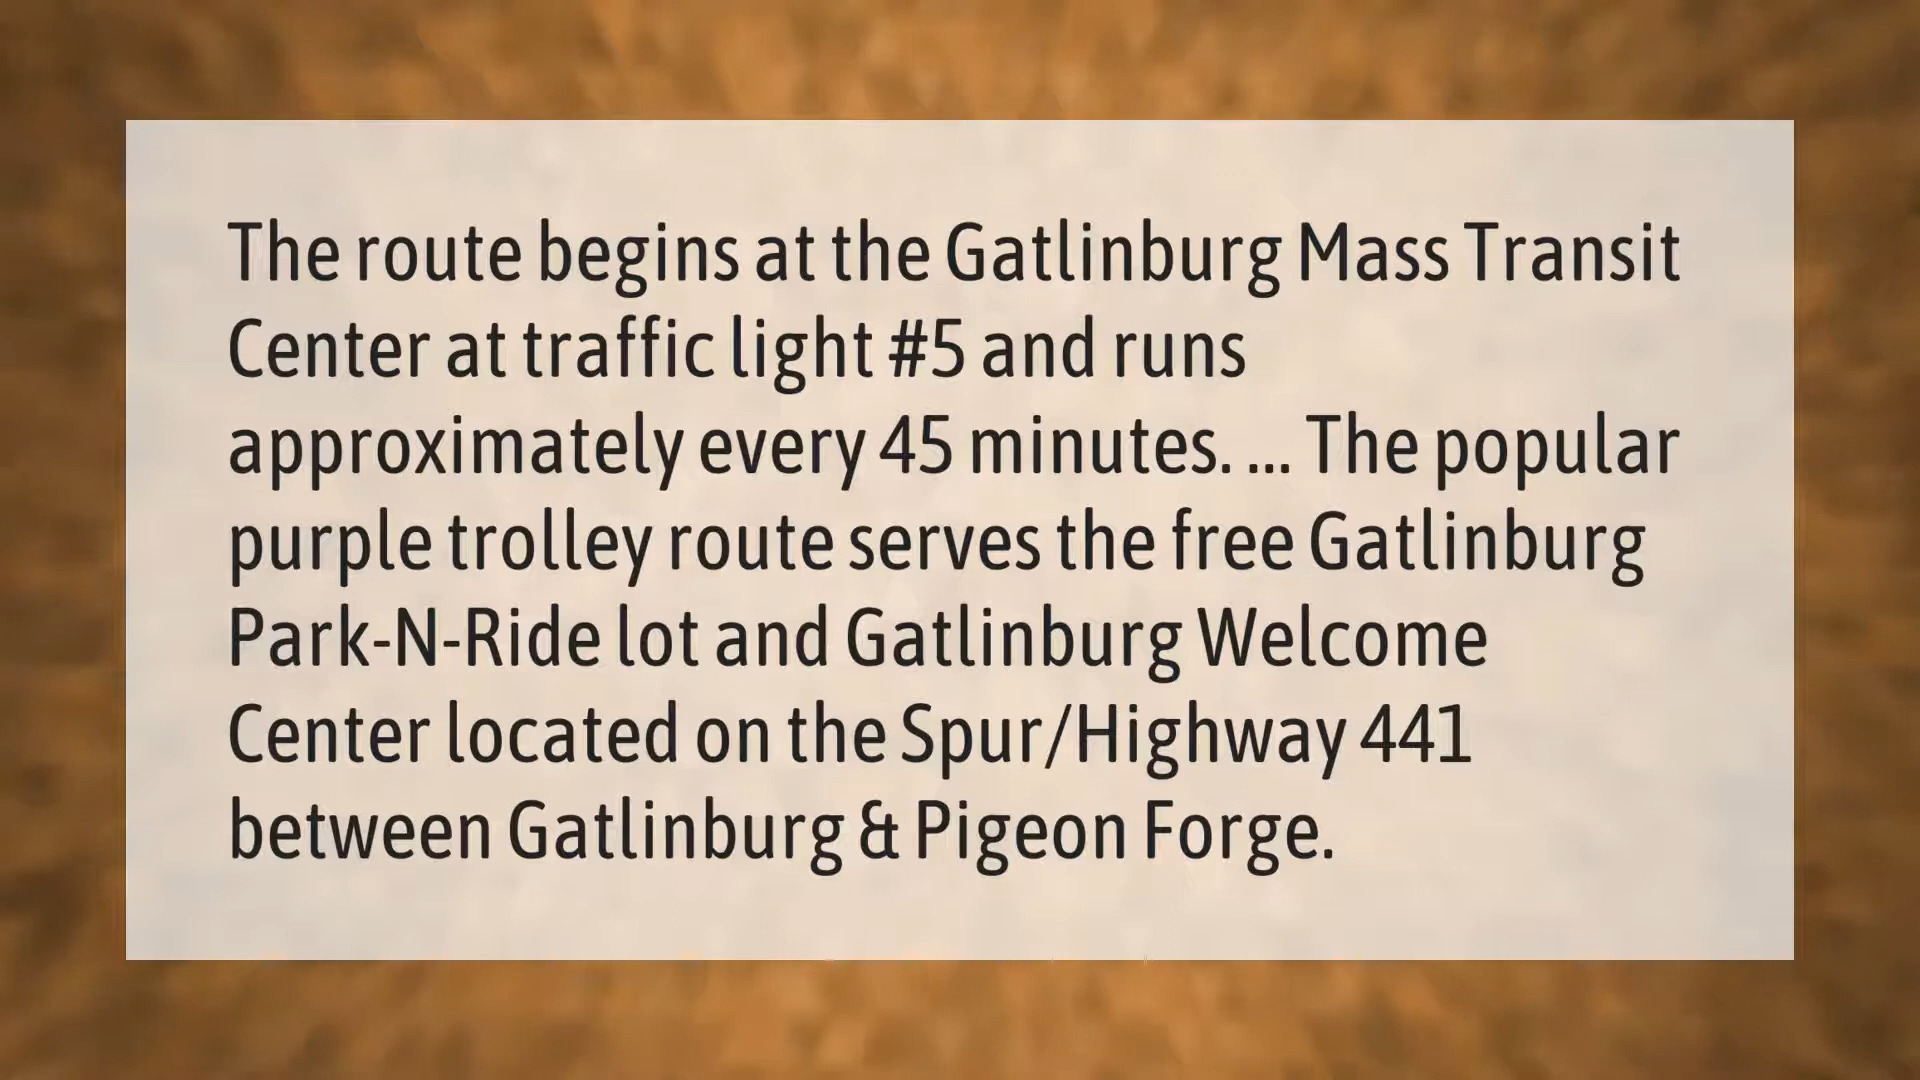 The route begins at the Gatlinburg Mass Transit
Center at traffic light #5 and runs
approximately every 45 minutes. ... The popular
purple trolley route serves the free Gatlinburg
Park-N-Ride lot and Gatlinburg Welcome
Center located on the Spur/Highway 441
between Gatlinburg & Pigeon Forge.